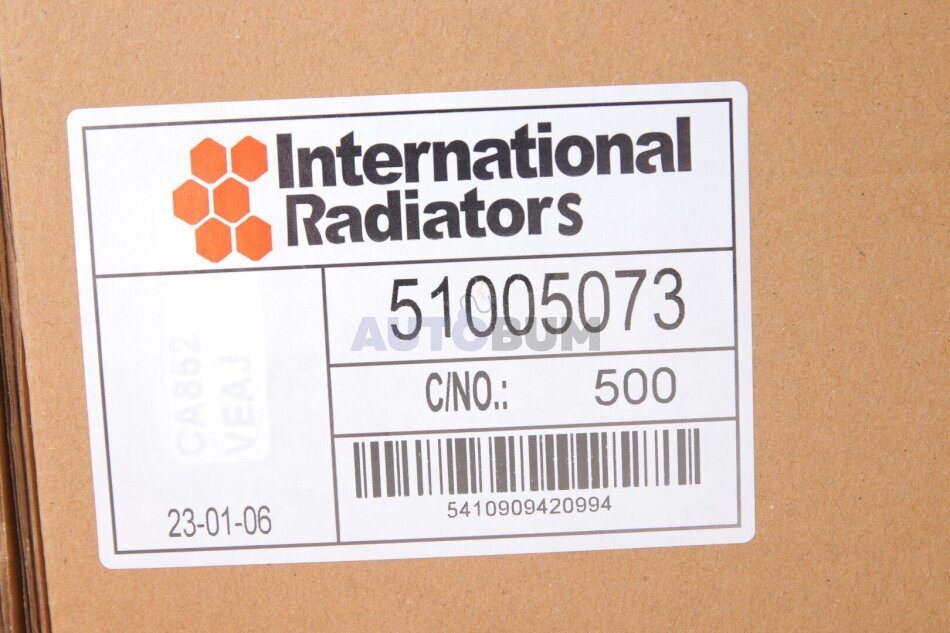 International
Radiators
51005073
AUTOBUM
C/NO.: 500
CA852
VEAJ
23-01-06
5410909420994